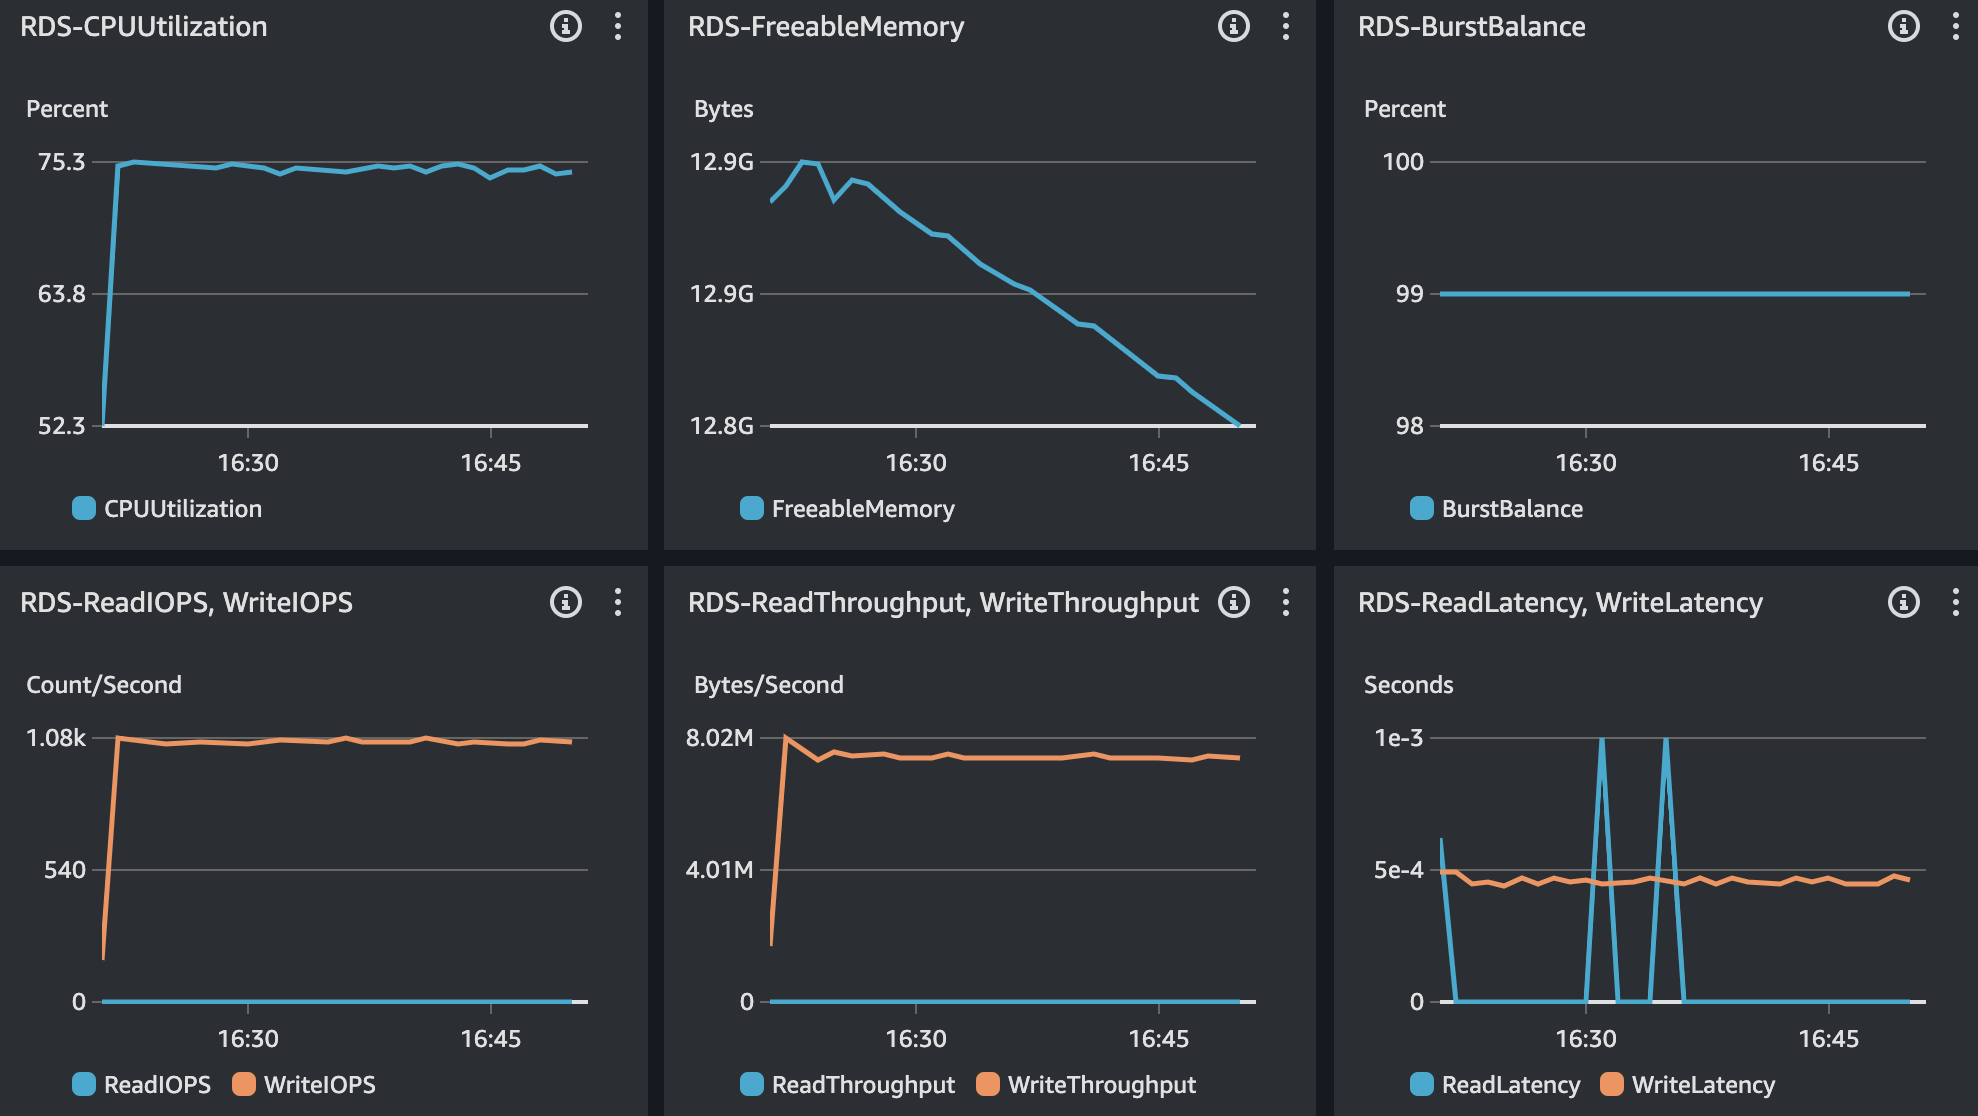 RDS-CPUUtilization
Percent
75.3
63.8
52.3
16:30 16:45
CPUUtilization
RDS-FreeableMemory
Bytes
12.9G
12.9G
12.8G
16:30 16:45
FreeableMemory
RDS-BurstBalance
Percent
100
99
98
16:30 16:45
BurstBalance
RDS-ReadIOPS, WriteIOPS
Count/Second
1.08k
540
0
16:30 16:45
ReadIOPS WriteIOPS
RDS-ReadThroughput, WriteThroughput
Bytes/Second
8.02M
4.01M
0
16:30 16:45
ReadThroughput WriteThroughput
RDS-ReadLatency, WriteLatency
Seconds
1e-3
5e-4
0
16:30 16:45
ReadLatency WriteLatency